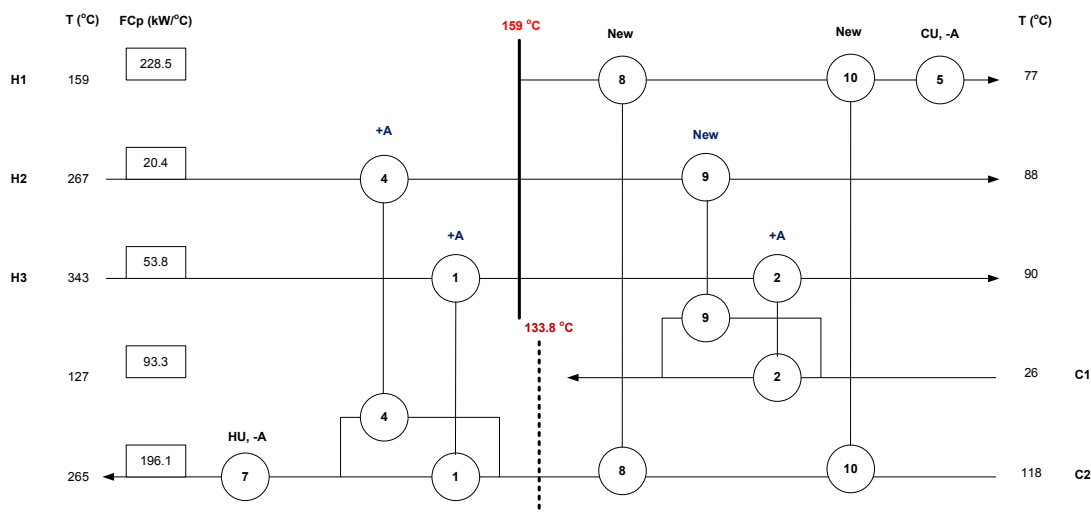 T (°C) FCp (kW/°C) 159 °C T (°C)
New New CU, -A
H1 159 228.5 8 10 5 77
+A New
H2 267 20.4 4 9 88
+A +A
H3 343 53.8 1 2 90
9
133.8 °C
127 93.3 2 26 C1
4
HU, -A
265 196.1 7 1 8 10 118 C2